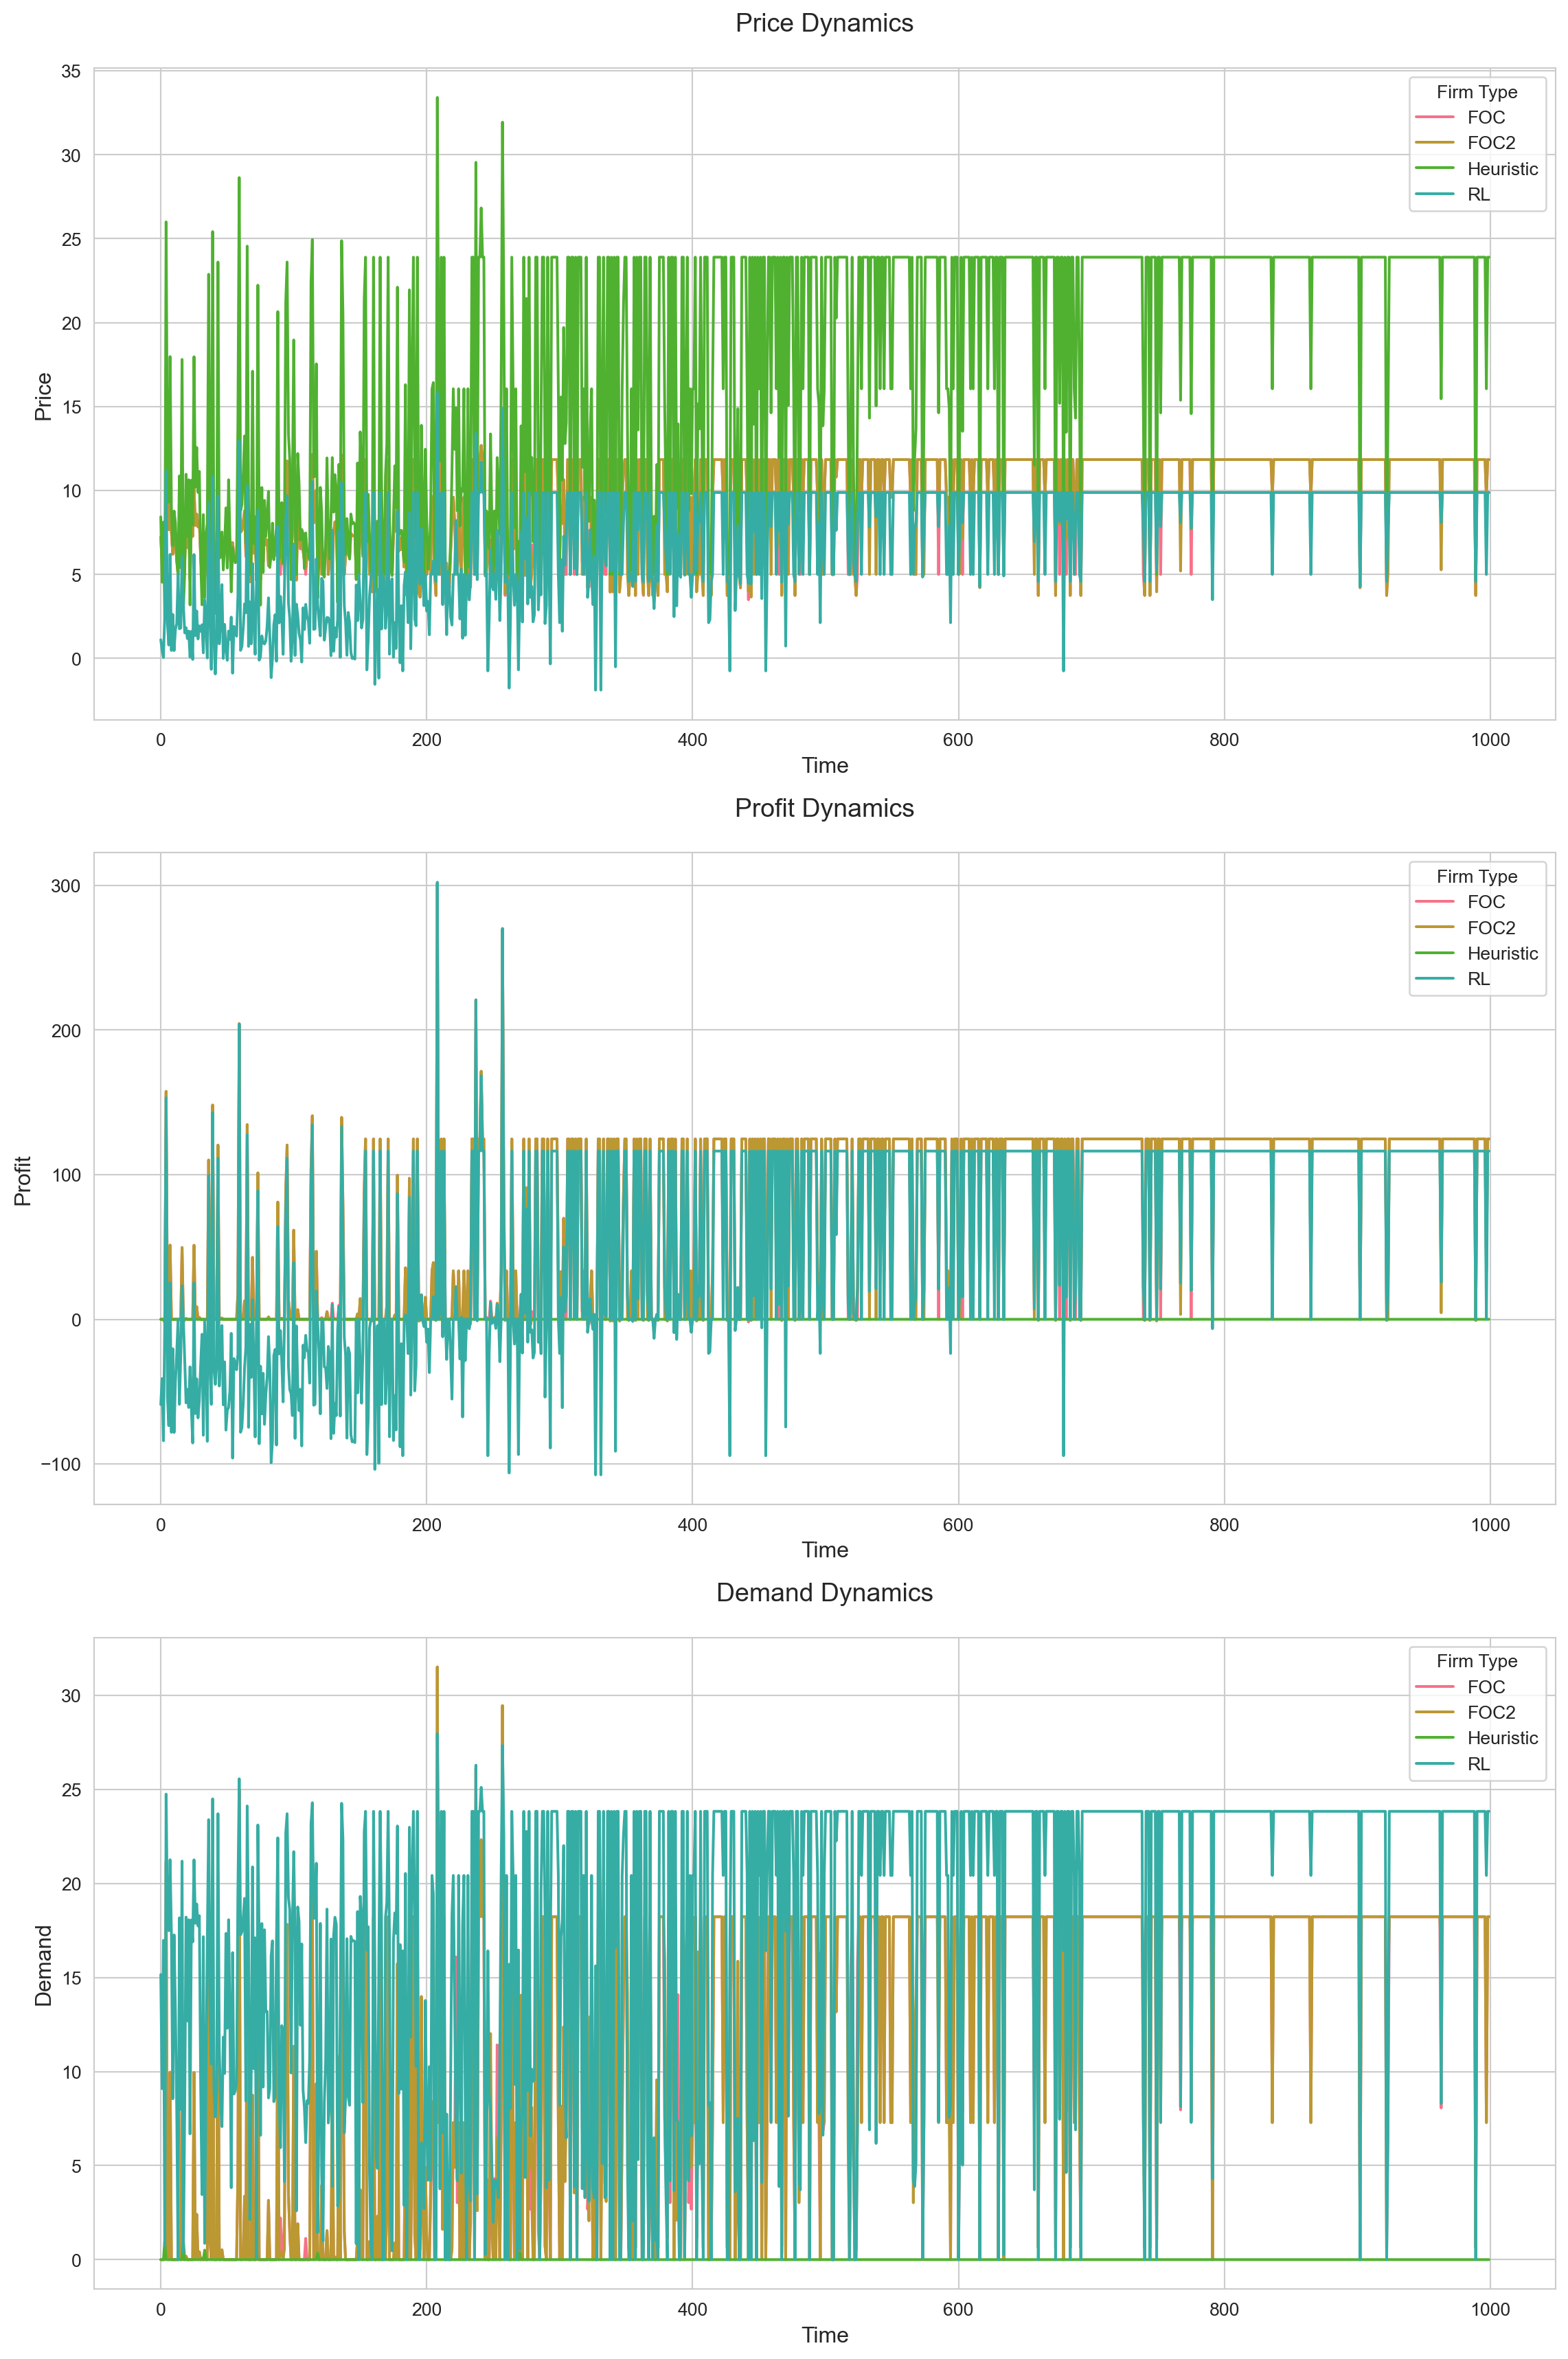 Price Dynamics
35
30
25
20
15
10
5
0
Price
Firm Type
FOC
FOC2
Heuristic
RL
0 200 400 600 800 1000
Time
Profit Dynamics
300
200
100
0
−100
Profit
Firm Type
FOC
FOC2
Heuristic
RL
0 200 400 600 800 1000
Time
Demand Dynamics
30
25
20
15
10
5
0
Demand
Firm Type
FOC
FOC2
Heuristic
RL
0 200 400 600 800 1000
Time